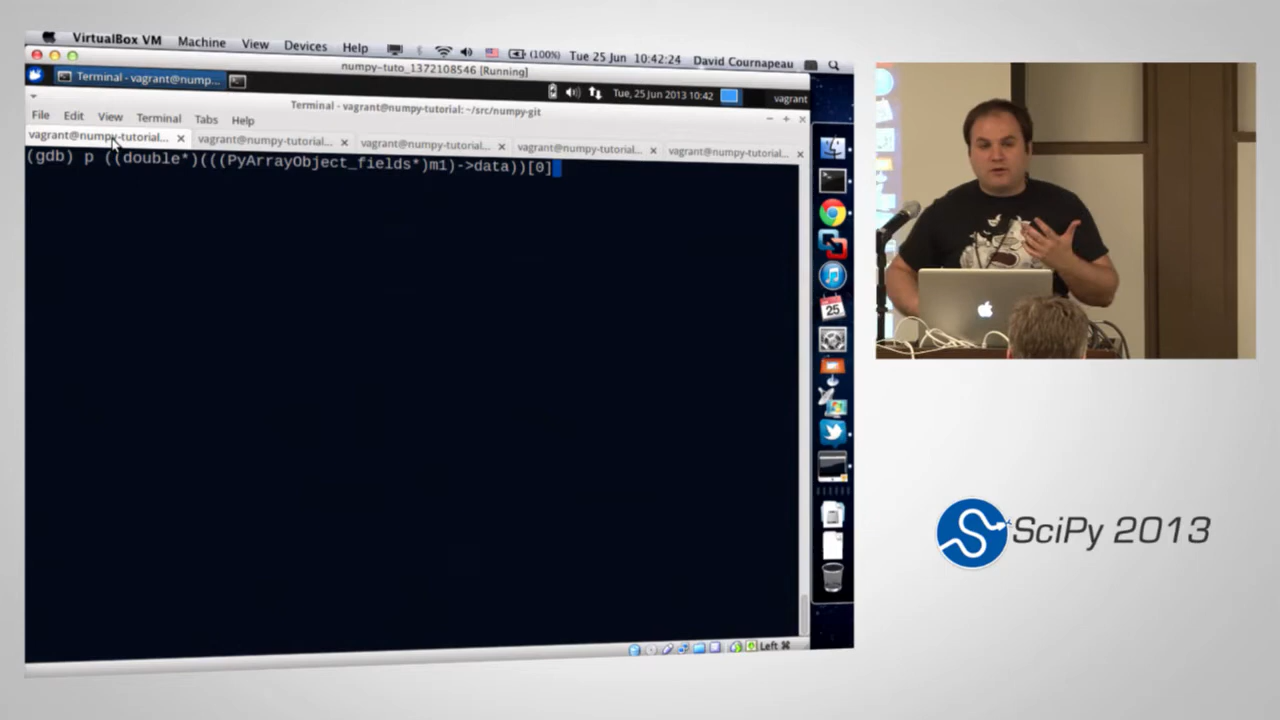 VirtualBox VM Machine View Devices Help (100%) Tue 25 Jun 10:42:24 David Cournapeau
numpy-tuto_1372108546 [Running]
Terminal - vagrant@nump... Tue, 25 Jun 2013 10:42 vagrant
Terminal - vagrant@numpy-tutorial: ~/src/numpy-git
File Edit View Terminal Tabs Help
vagrant@numpy-tutorial... vagrant@numpy-tutorial... vagrant@numpy-tutorial... vagrant@numpy-tutorial... vagrant@numpy-tutorial...
(gdb) p ((double*)(((PyArrayObject_fields*)m1)->data))[0]
25
Left ⌘
SciPy 2013